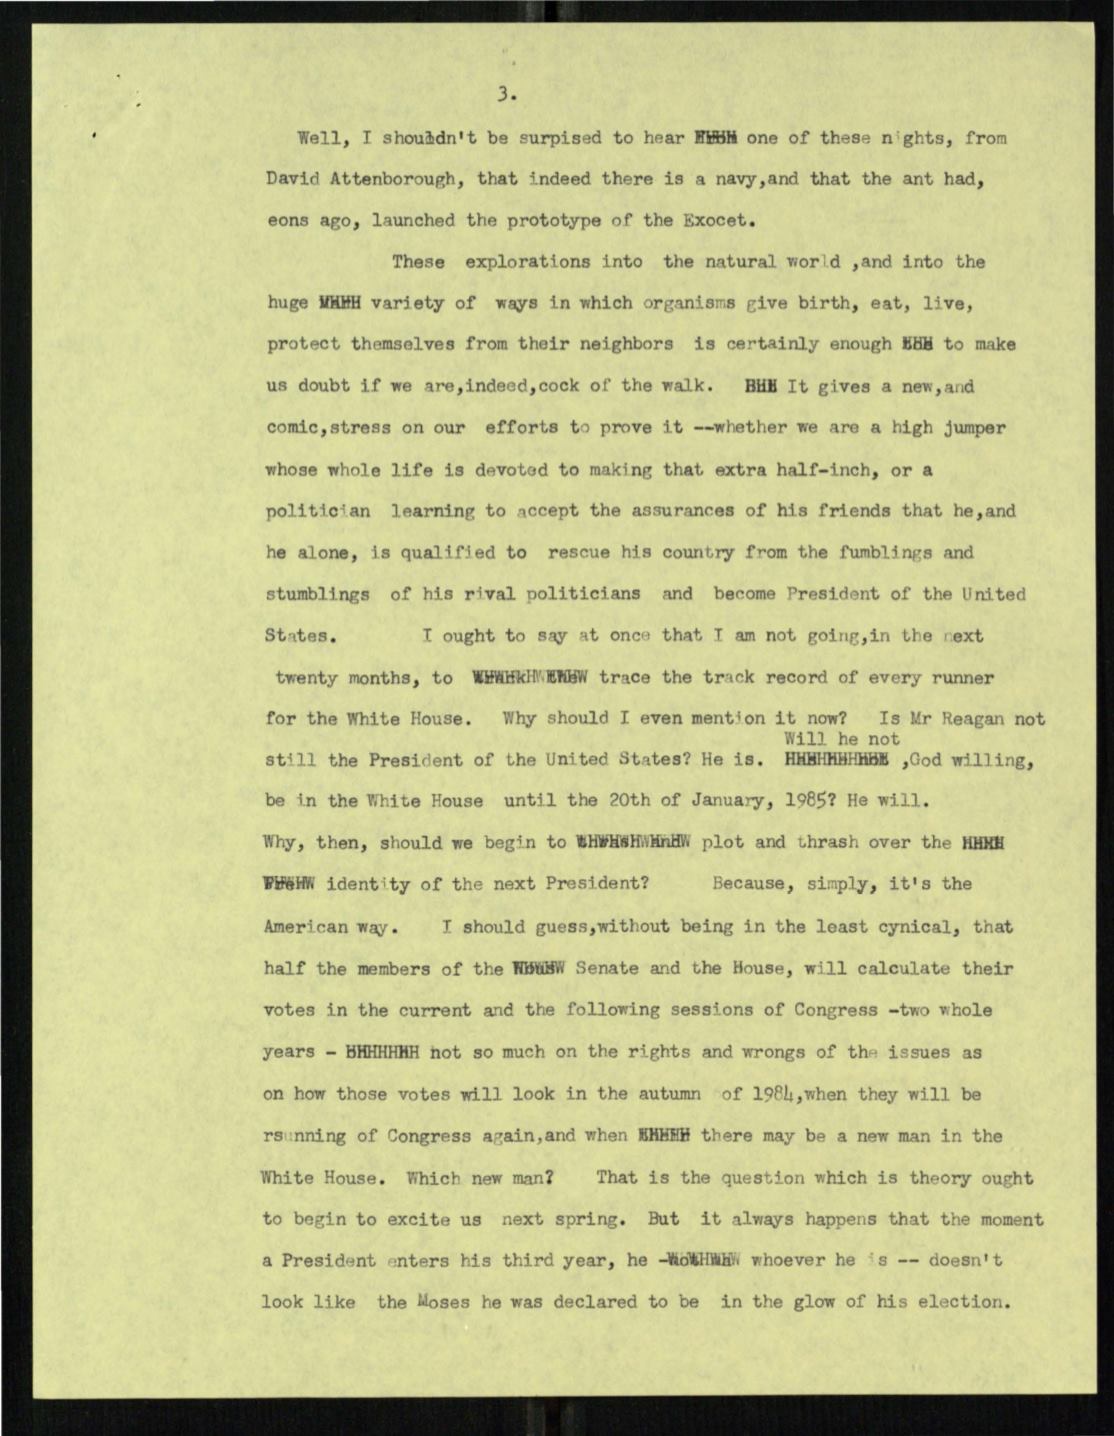 3.
Well, I shouldn't be surpised to hear one of these nights, from
David Attenborough, that indeed there is a navy,and that the ant had,
eons ago, launched the prototype of the Exocet.
These explorations into the natural world ,and into the
huge variety of ways in which organisms give birth, eat, live,
protect themselves from their neighbors is certainly enough to make
us doubt if we are,indeed,cock of the walk. It gives a new,and
comic,stress on our efforts to prove it --whether we are a high jumper
whose whole life is devoted to making that extra half-inch, or a
politician learning to accept the assurances of his friends that he,and
he alone, is qualified to rescue his country from the fumblings and
stumblings of his rival politicians and become President of the United
States. I ought to say at once that I am not going,in the next
twenty months, to trace the track record of every runner
for the White House. Why should I even mention it now? Is Mr Reagan not
Will he not
still the President of the United States? He is. ,God willing,
be in the White House until the 20th of January, 1985? He will.
Why, then, should we begin to plot and thrash over the
identity of the next President? Because, simply, it's the
American way. I should guess,without being in the least cynical, that
half the members of the Senate and the House, will calculate their
votes in the current and the following sessions of Congress -two whole
years - not so much on the rights and wrongs of the issues as
on how those votes will look in the autumn of 1984,when they will be
rsunning of Congress again,and when there may be a new man in the
White House. Which new man? That is the question which is theory ought
to begin to excite us next spring. But it always happens that the moment
a President enters his third year, he - whoever he is -- doesn't
look like the Moses he was declared to be in the glow of his election.